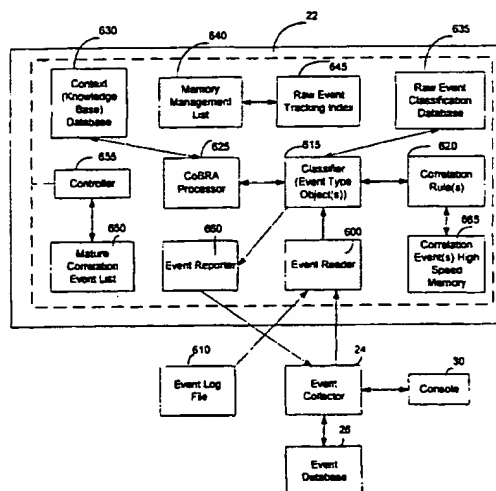 630
640
22
635
645
Context
(Knowledge
Base)
Database
Memory
Management
List
Raw Event
Tracking Index
Raw Event
Classification
Database
655
625
615
620
Controller
CoBRA
Processor
Classifier
(Event Type
Object(s))
Correlation
Rule(s)
650
660
600
665
Mature
Correlation
Event List
Event Reporter
Event Reader
Correlation
Event(s) High
Speed
Memory
610
24
30
Event Log
File
Event
Collector
Console
26
Event
Database